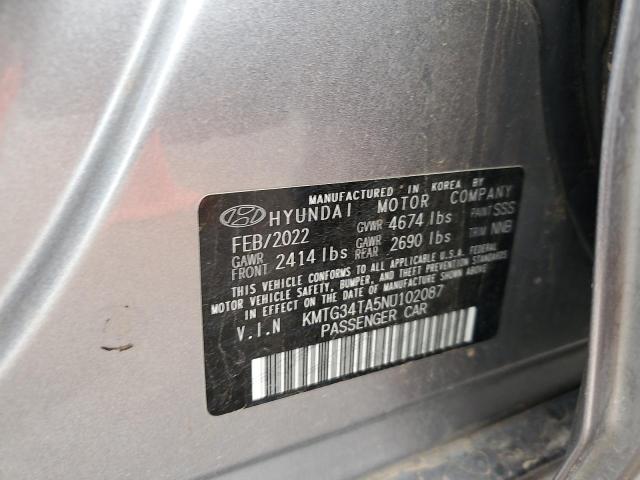 MANUFACTURED IN KOREA BY
HYUNDAI MOTOR COMPANY
FEB/2022 GVWR 4674 lbs PAINT SSS
GAWR FRONT 2414 lbs GAWR REAR 2690 lbs TRIM NNB
THIS VEHICLE CONFORMS TO ALL APPLICABLE U.S.A. FEDERAL
MOTOR VEHICLE SAFETY, BUMPER, AND THEFT PREVENTION STANDARDS
IN EFFECT ON THE DATE OF MANUFACTURE SHOWN ABOVE.
V.I.N KMTG34TA5NU102087
PASSENGER CAR